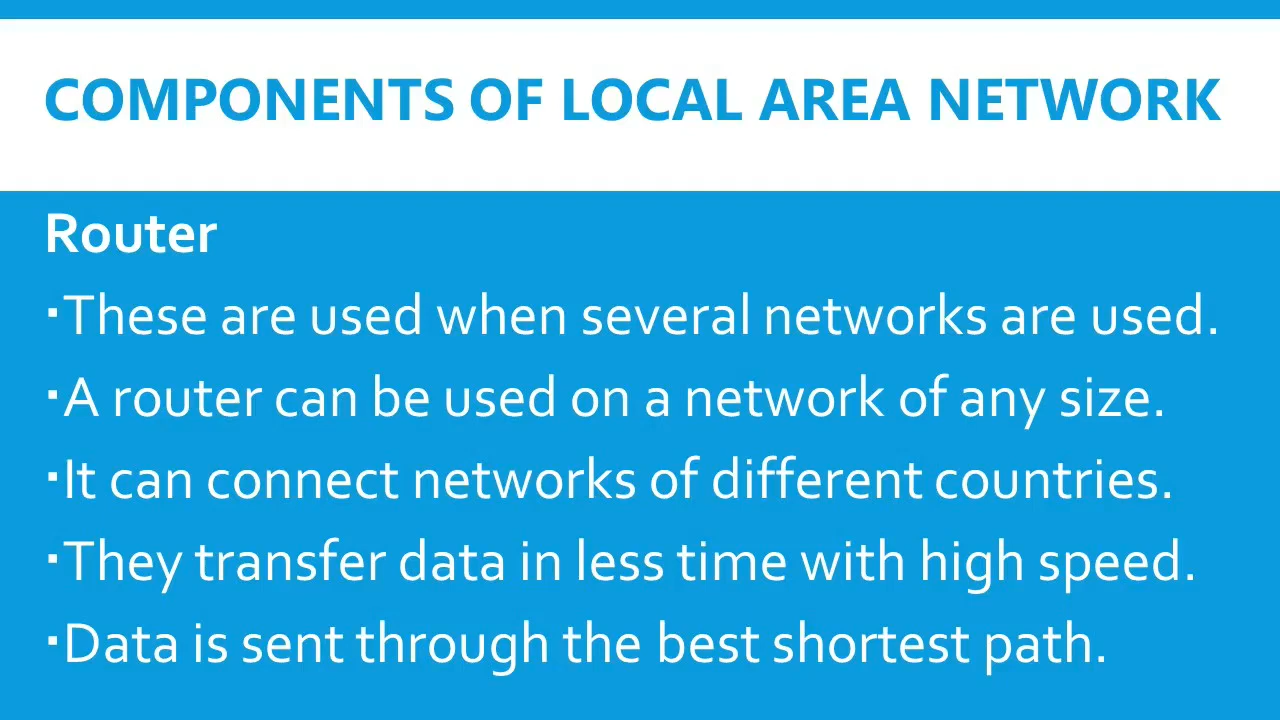 COMPONENTS OF LOCAL AREA NETWORK
Router
▪These are used when several networks are used.
▪A router can be used on a network of any size.
▪It can connect networks of different countries.
▪They transfer data in less time with high speed.
▪Data is sent through the best shortest path.